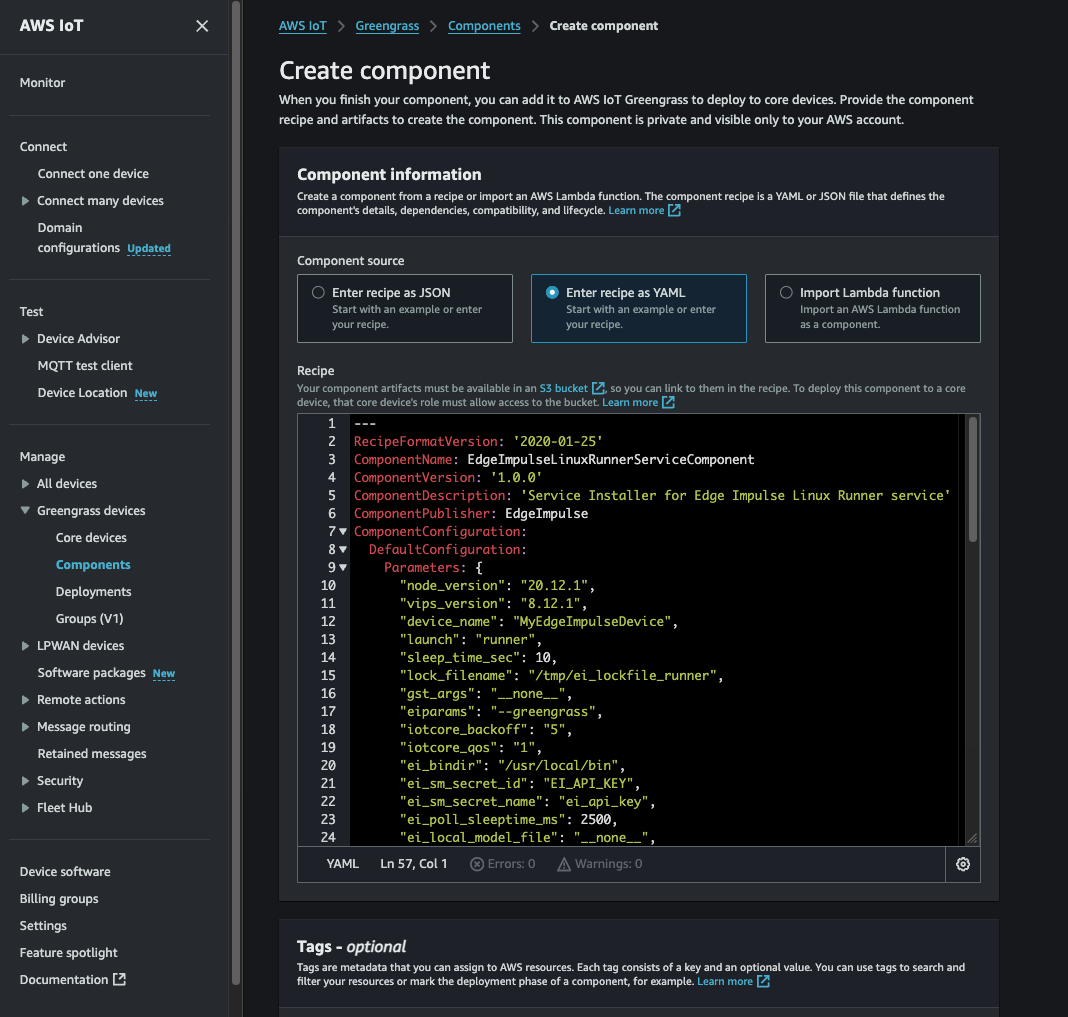 AWS IoT
Monitor
Connect
Connect one device
Connect many devices
Domain
configurations Updated
Test
Device Advisor
MQTT test client
Device Location New
Manage
All devices
Greengrass devices
Core devices
Components
Deployments
Groups (V1)
LPWAN devices
Software packages New
Remote actions
Message routing
Retained messages
Security
Fleet Hub
Device software
Billing groups
Settings
Feature spotlight
Documentation
AWS IoT > Greengrass > Components > Create component
Create component
When you finish your component, you can add it to AWS IoT Greengrass to deploy to core devices. Provide the component
recipe and artifacts to create the component. This component is private and visible only to your AWS account.
Component information
Create a component from a recipe or import an AWS Lambda function. The component recipe is a YAML or JSON file that defines the
component's details, dependencies, compatibility, and lifecycle. Learn more
Component source
Enter recipe as JSON
Start with an example or enter
your recipe.
Enter recipe as YAML
Start with an example or enter
your recipe.
Import Lambda function
Import an AWS Lambda function
as a component.
Recipe
Your component artifacts must be available in an S3 bucket , so you can link to them in the recipe. To deploy this component to a core
device, that core device's role must allow access to the bucket. Learn more
1 ---
2 RecipeFormatVersion: '2020-01-25'
3 ComponentName: EdgeImpulseLinuxRunnerServiceComponent
4 ComponentVersion: '1.0.0'
5 ComponentDescription: 'Service Installer for Edge Impulse Linux Runner service'
6 ComponentPublisher: EdgeImpulse
7 ComponentConfiguration:
8 DefaultConfiguration:
9 Parameters: {
10 "node_version": "20.12.1",
11 "vips_version": "8.12.1",
12 "device_name": "MyEdgeImpulseDevice",
13 "launch": "runner",
14 "sleep_time_sec": 10,
15 "lock_filename": "/tmp/ei_lockfile_runner",
16 "gst_args": "__none__",
17 "eiparams": "--greengrass",
18 "iotcore_backoff": "5",
19 "iotcore_qos": "1",
20 "ei_bindir": "/usr/local/bin",
21 "ei_sm_secret_id": "EI_API_KEY",
22 "ei_sm_secret_name": "ei_api_key",
23 "ei_poll_sleeptime_ms": 2500,
24 "ei_local_model_file": "__none__",
YAML Ln 57, Col 1 Errors: 0 Warnings: 0
Tags - optional
Tags are metadata that you can assign to AWS resources. Each tag consists of a key and an optional value. You can use tags to search and
filter your resources or mark the deployment phase of a component, for example. Learn more